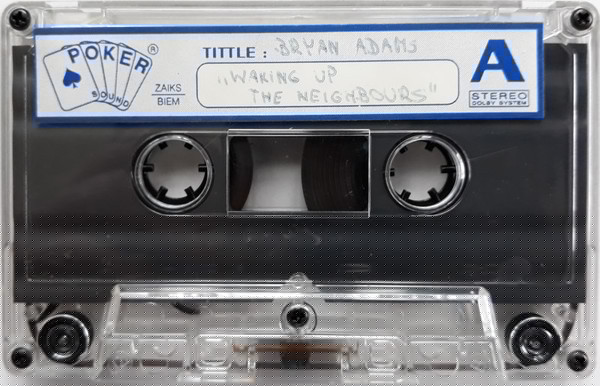 POKER ®
SOUND
ZAIKS
BIEM
TITTLE : BRYAN ADAMS
„WAKING UP
THE NEIGHBOURS"
A
STEREO
DOLBY SYSTEM